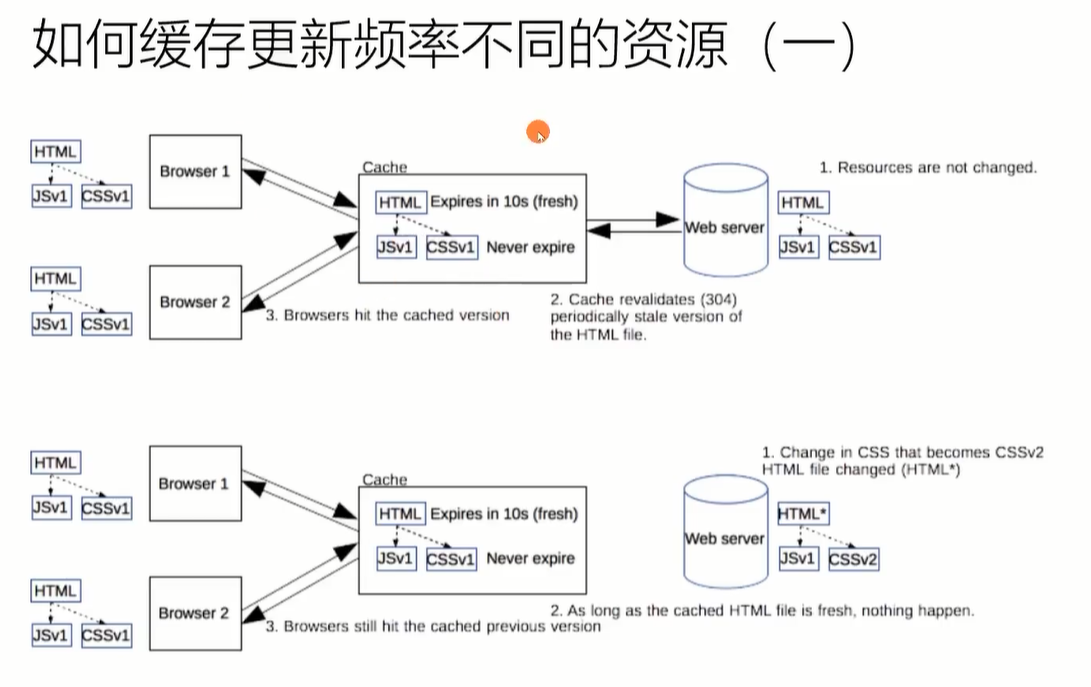 如何缓存更新频率不同的资源（一）
HTML
JSv1 CSSv1
Browser 1
HTML
JSv1 CSSv1
Browser 2
Cache
HTML Expires in 10s (fresh)
JSv1 CSSv1 Never expire
Web server
1. Resources are not changed.
HTML
JSv1 CSSv1
2. Cache revalidates (304)
periodically stale version of
the HTML file.
3. Browsers hit the cached version
HTML
JSv1 CSSv1
Browser 1
HTML
JSv1 CSSv1
Browser 2
Cache
HTML Expires in 10s (fresh)
JSv1 CSSv1 Never expire
Web server
1. Change in CSS that becomes CSSv2
HTML file changed (HTML*)
HTML*
JSv1 CSSv2
2. As long as the cached HTML file is fresh, nothing happen.
3. Browsers still hit the cached previous version